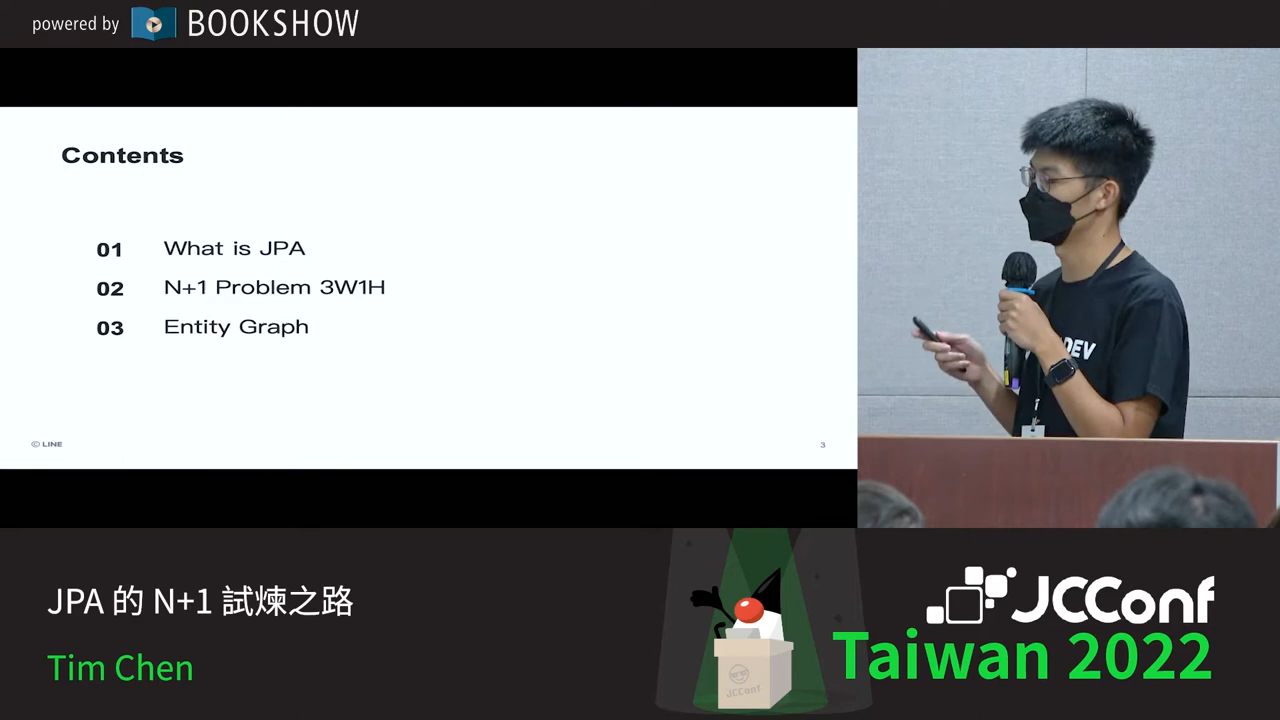 powered by BOOKSHOW
Contents
01 What is JPA
02 N+1 Problem 3W1H
03 Entity Graph
© LINE
3
DEV
JPA 的 N+1 試煉之路
Tim Chen
JCConf
JCConf
Taiwan 2022